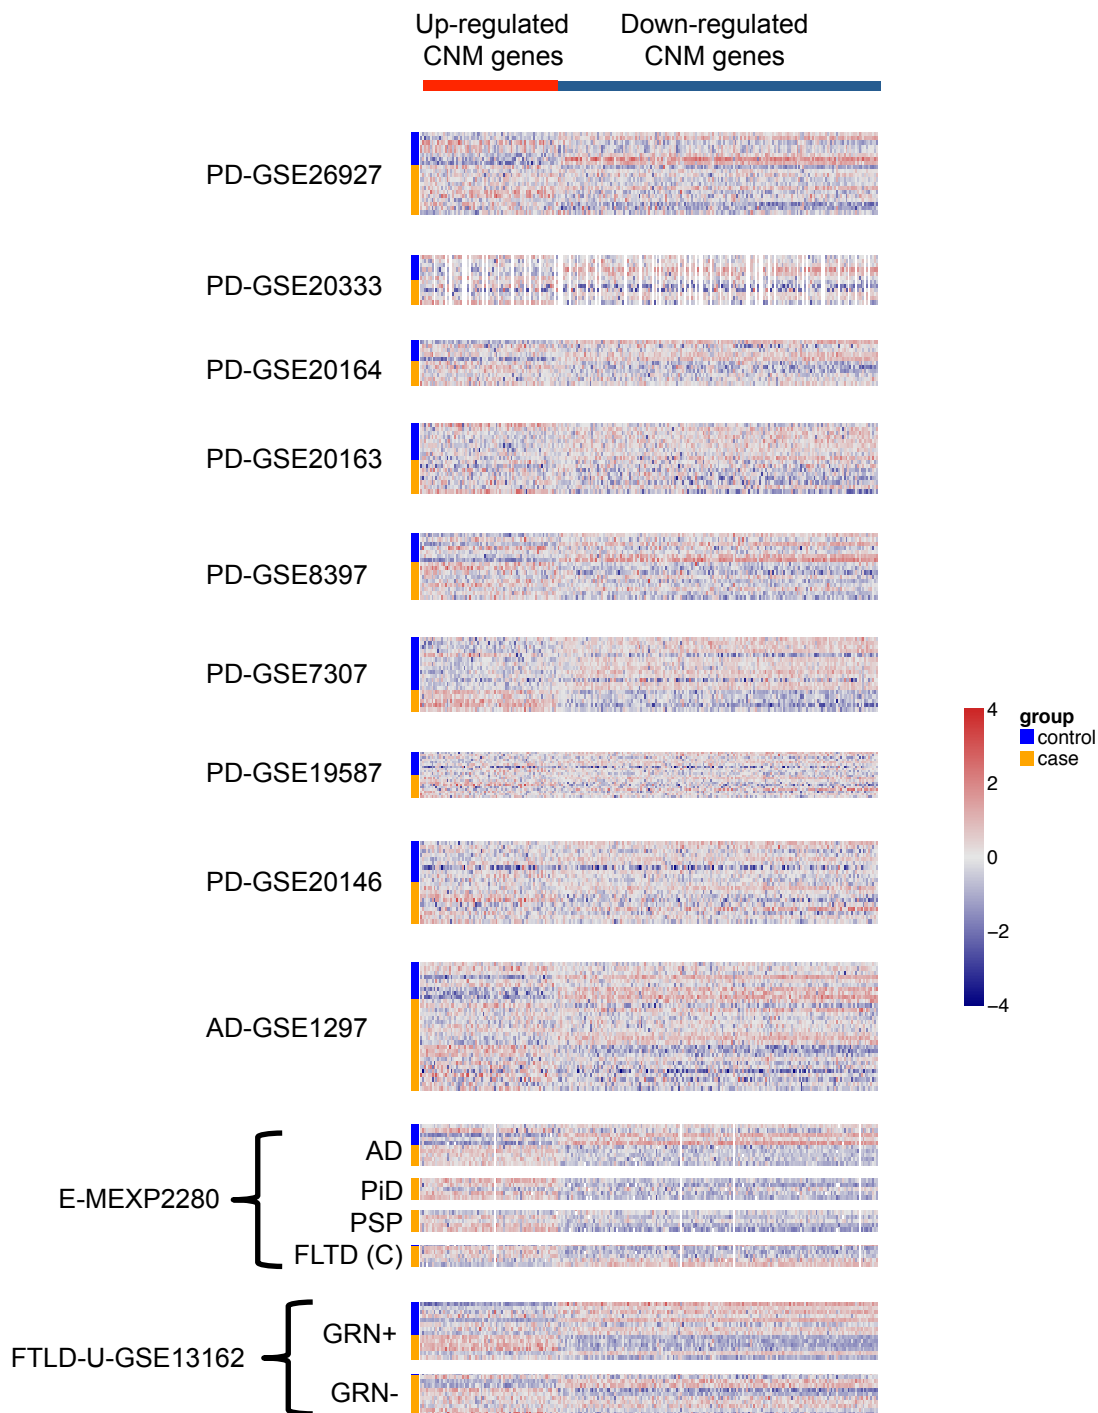 Up-regulated
CNM genes
Down-regulated
CNM genes
PD-GSE26927
PD-GSE20333
PD-GSE20164
PD-GSE20163
PD-GSE8397
PD-GSE7307
PD-GSE19587
PD-GSE20146
AD-GSE1297
E-MEXP2280
AD
PiD
PSP
FLTD (C)
FTLD-U-GSE13162
GRN+
GRN-
4
2
0
−2
−4
group
control
case